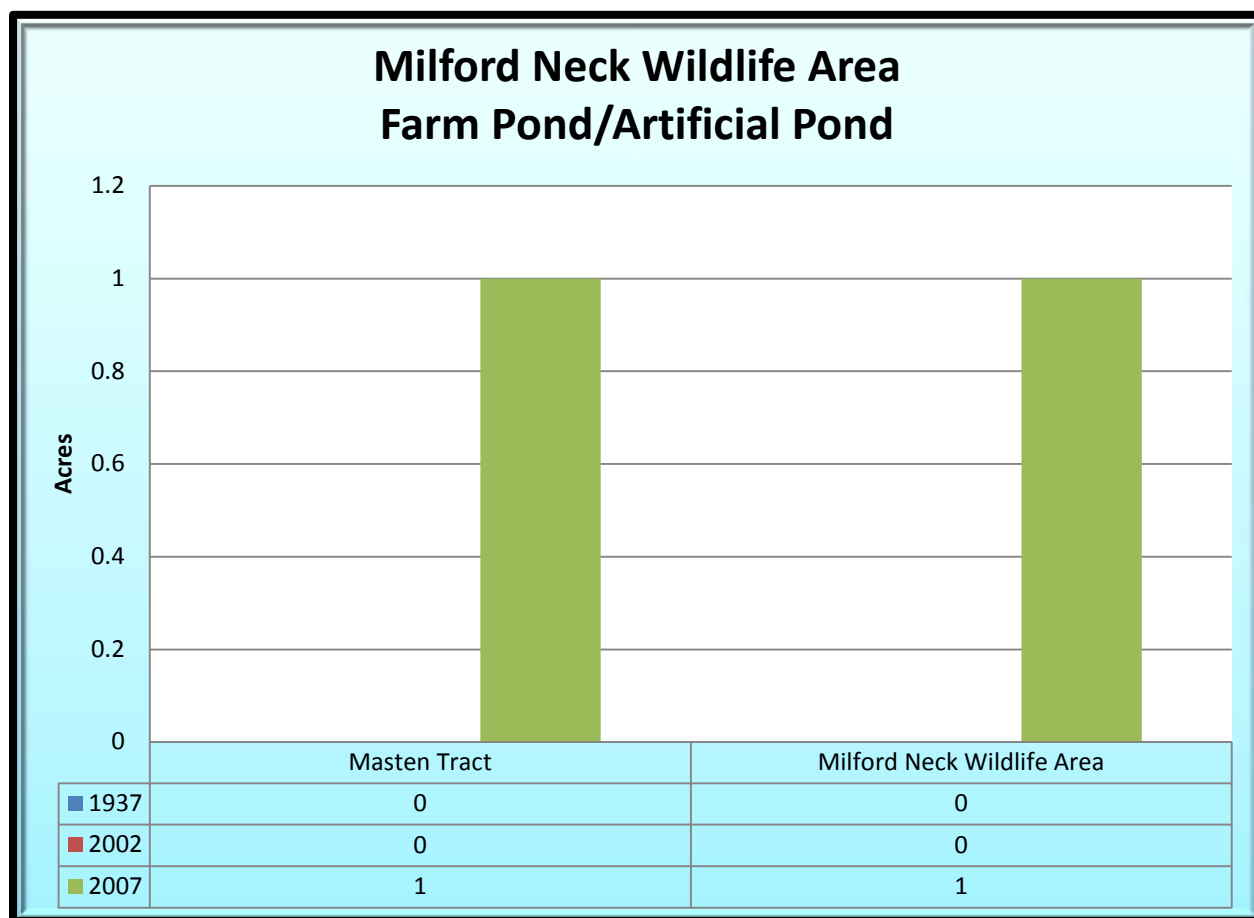 Milford Neck Wildlife Area
Farm Pond/Artificial Pond
1.2
1
0.8
0.6
0.4
0.2
0
Acres
Masten Tract Milford Neck Wildlife Area
1937 0 0
2002 0 0
2007 1 1